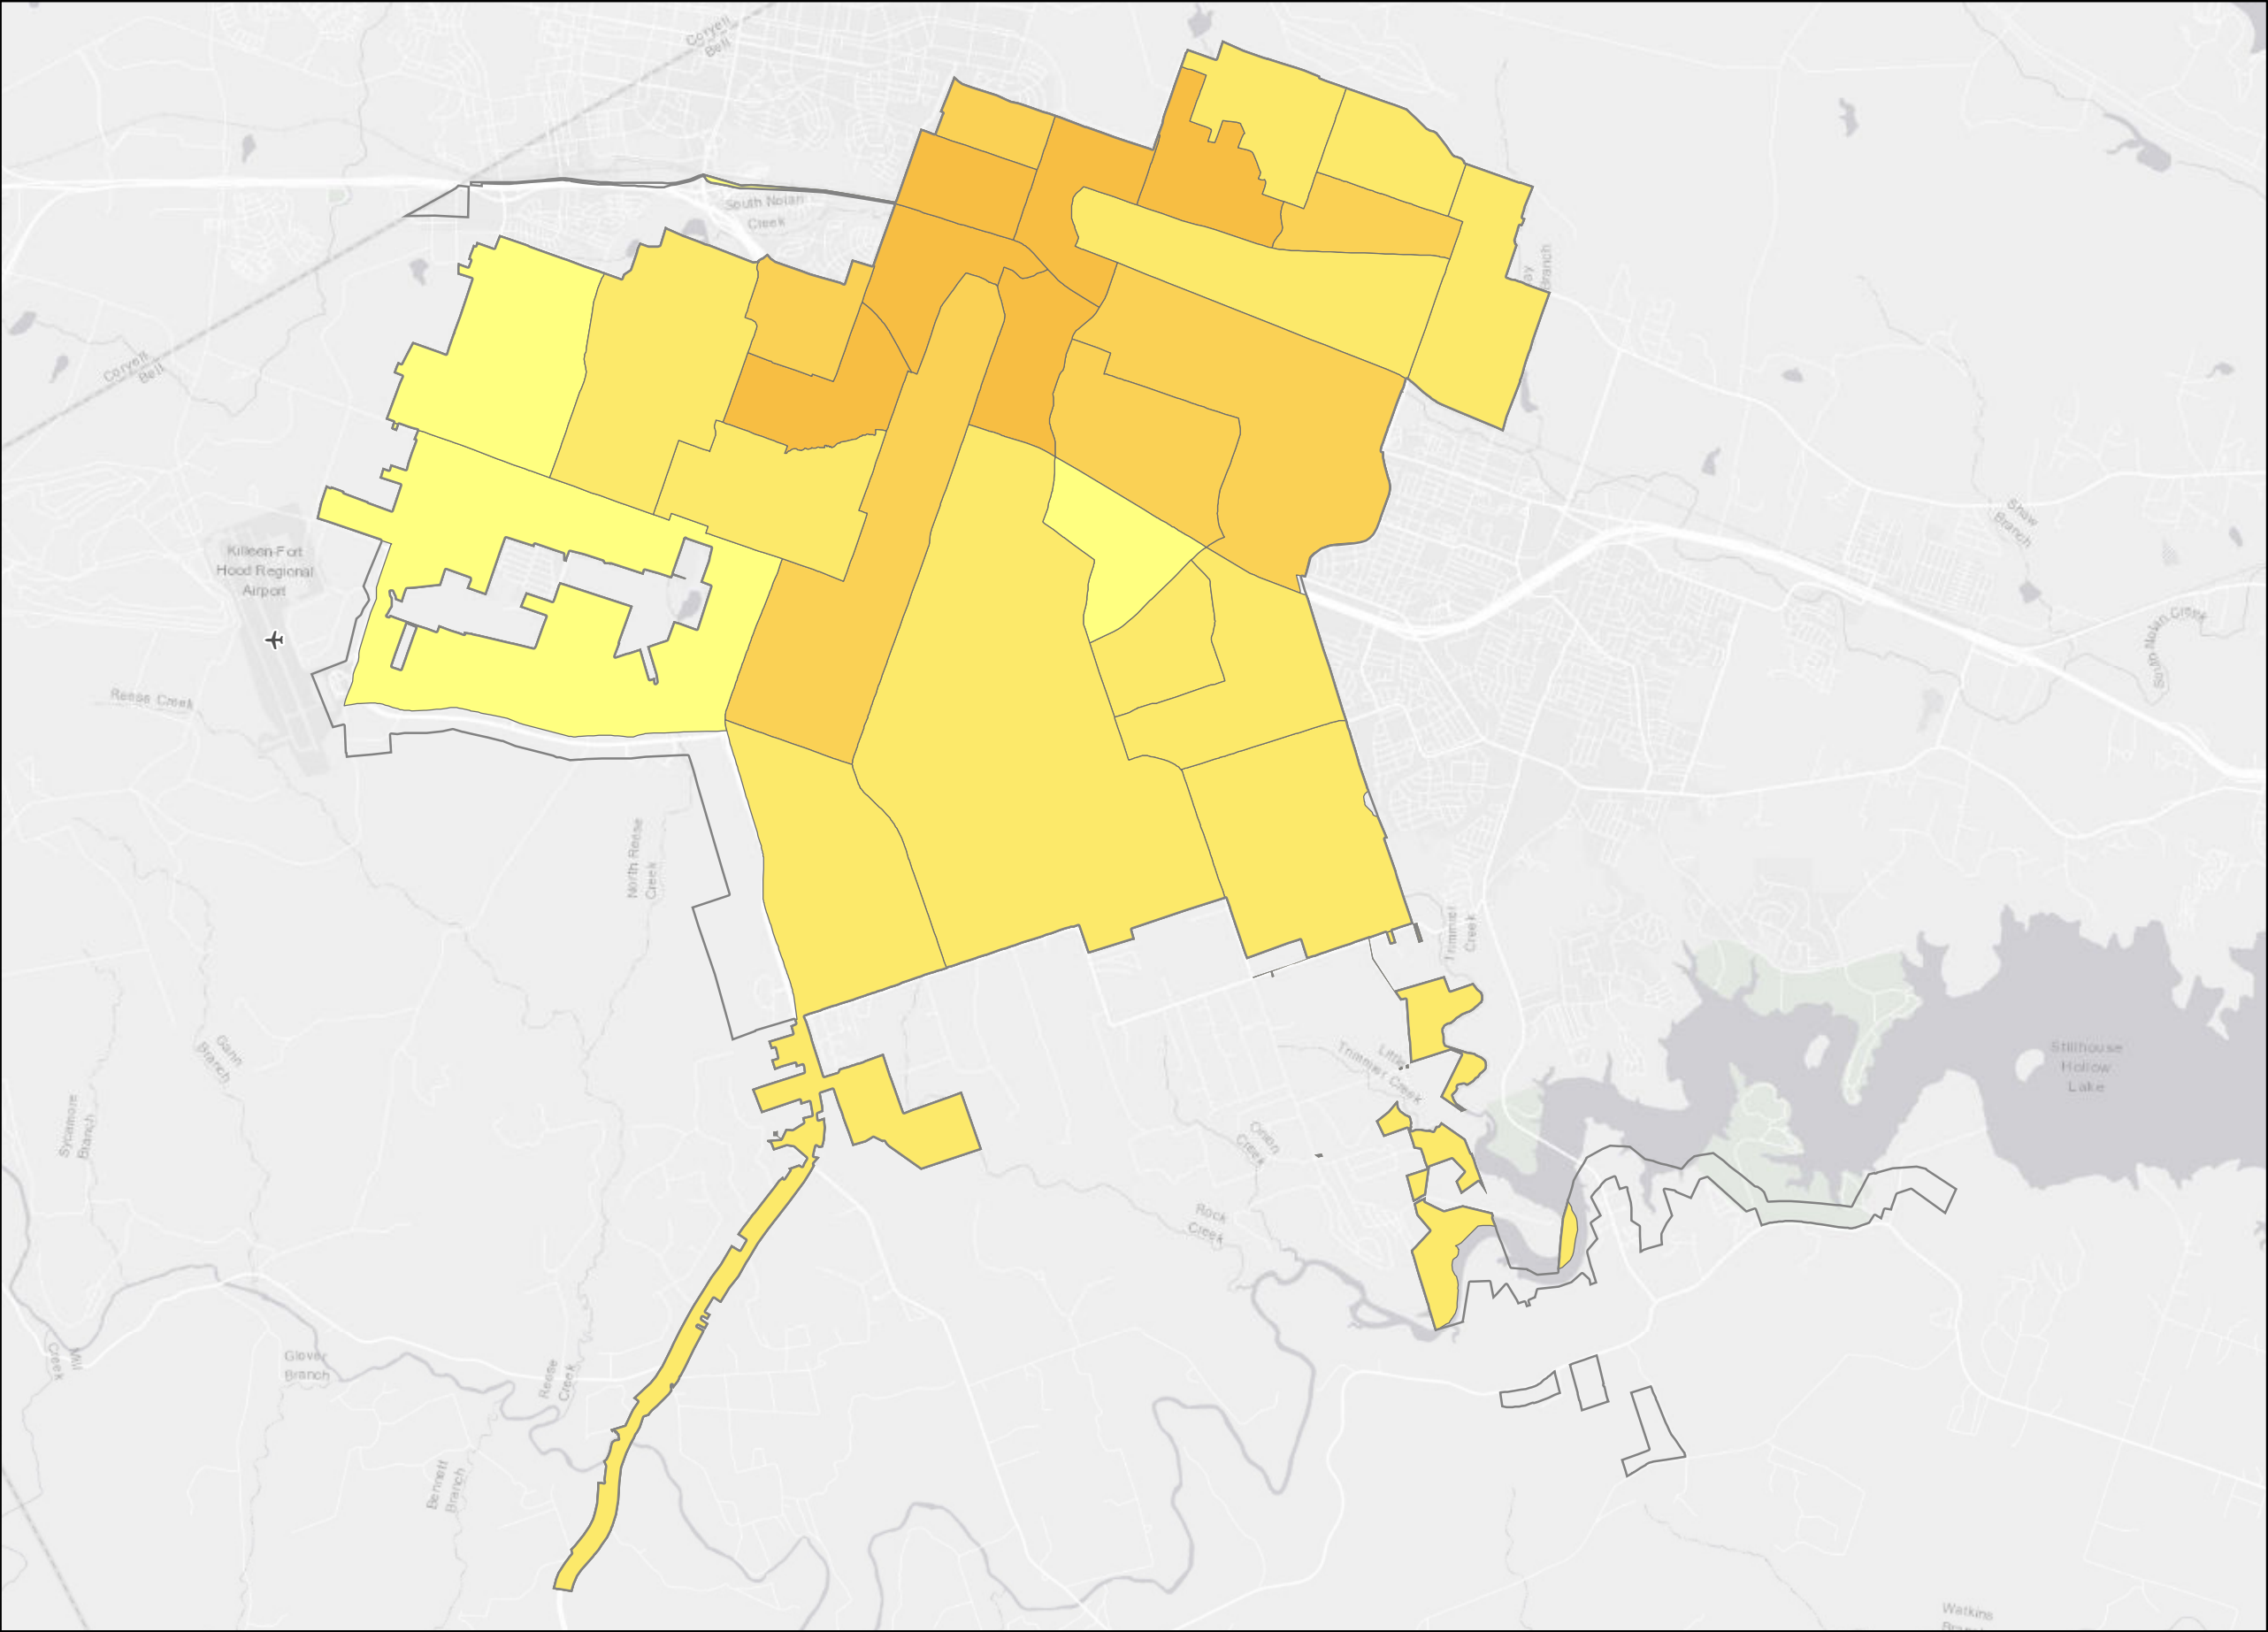 Coryell
Bell
South Nolan
Creek
Coryell
Bell
Branch
Killeen-Fort
Hood Regional
Airport
Shaw
Branch
South Nolan Creek
Reese Creek
North Reese
Creek
Trimmier
Creek
Stillhouse
Hollow
Lake
Little
Trimmier Creek
Gann
Branch
Sycamore
Branch
Onion
Creek
Rock
Creek
Mill
Creek
Glover
Branch
Reese
Creek
Bennett
Branch
Watkins